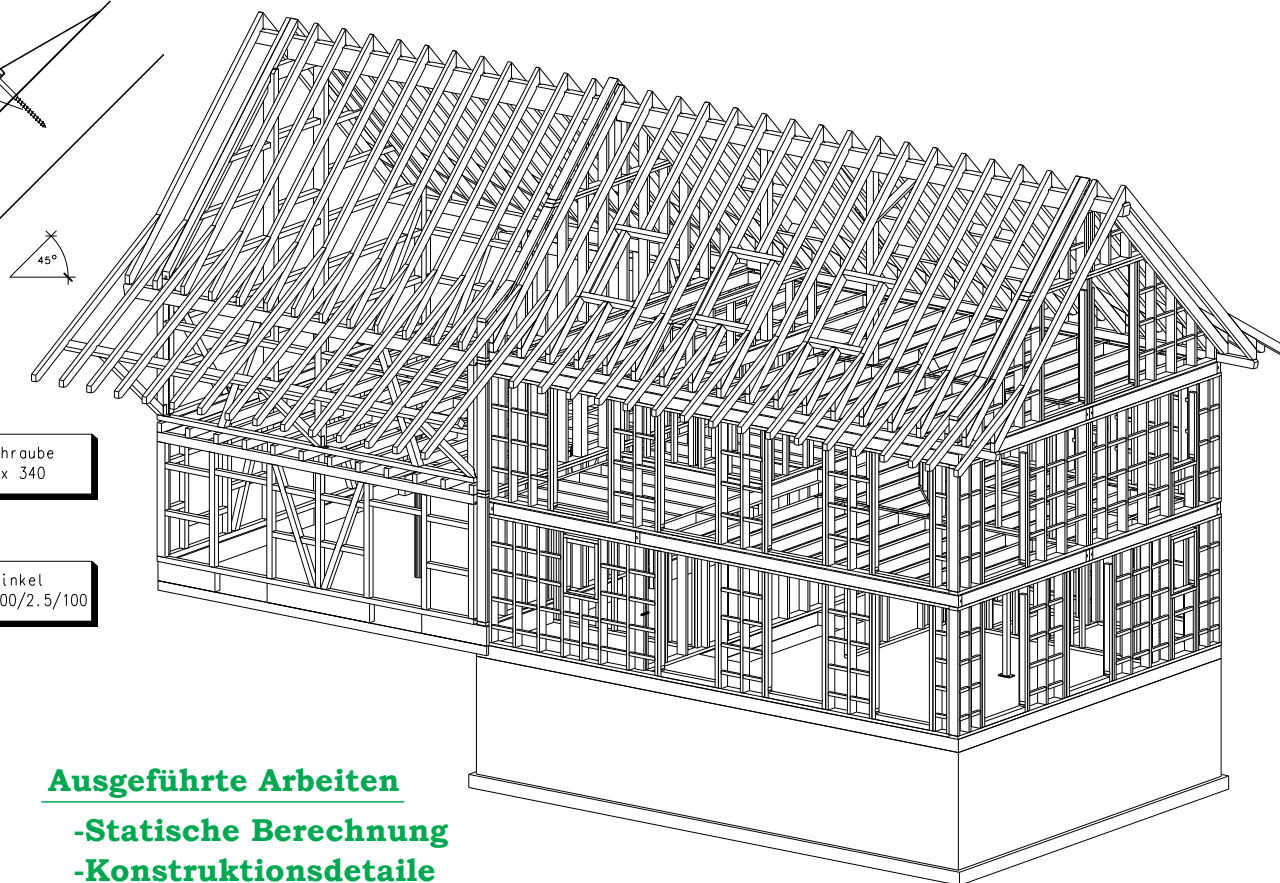 45°
hraube
x 340
inkel
00/2.5/100
Ausgeführte Arbeiten
-Statische Berechnung
-Konstruktionsdetaile